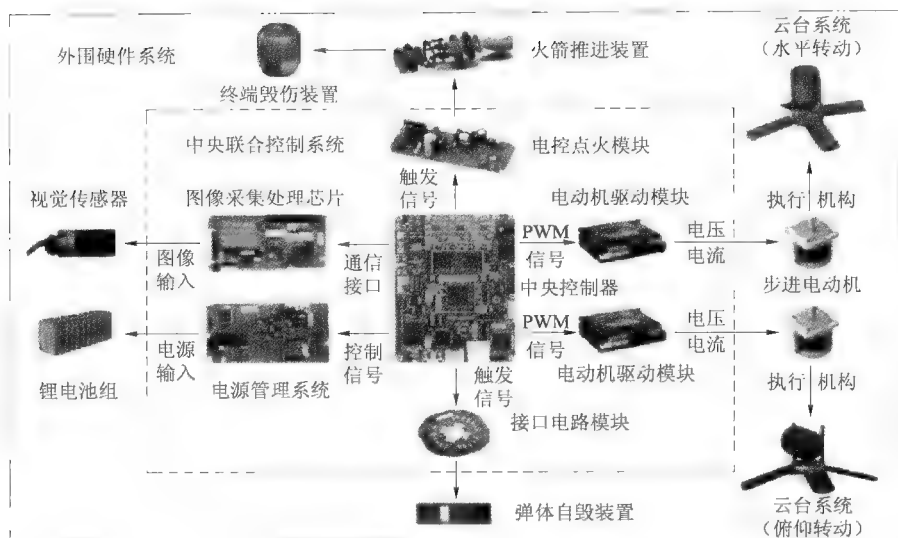 外围硬件系统
终端毁伤装置
火箭推进装置
云台系统
（水平转动）
中央联合控制系统
电控点火模块
触发
信号
视觉传感器
图像采集处理芯片
电动机驱动模块
执行 机构
图像
输入
通信
接口
PWM
信号
电压
电流
中央控制器
步进电动机
锂电池组
电源
输入
电源管理系统
控制
信号
PWM
信号
电动机驱动模块
电压
电流
执行 机构
触发
信号
接口电路模块
弹体自毁装置
云台系统
（俯仰转动）